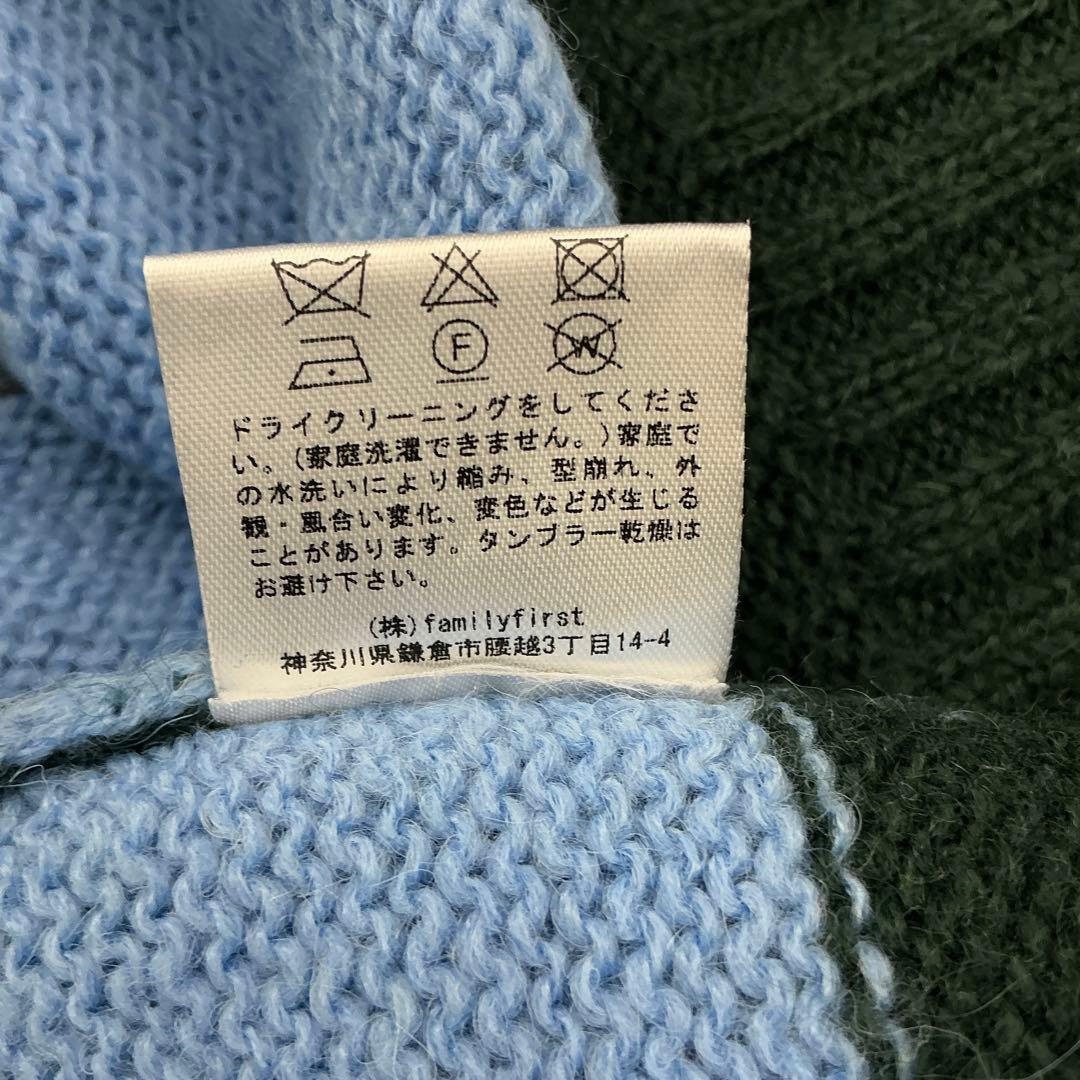 F W
ドライクリーニングをしてくださ
い。(家庭洗濯できません。)家庭で
の水洗いにより縮み、型崩れ、外
観・風合い変化、変色などが生じる
ことがあります。タンブラー乾燥は
お避け下さい。
(株)familyfirst
神奈川県鎌倉市腰越3丁目14-4